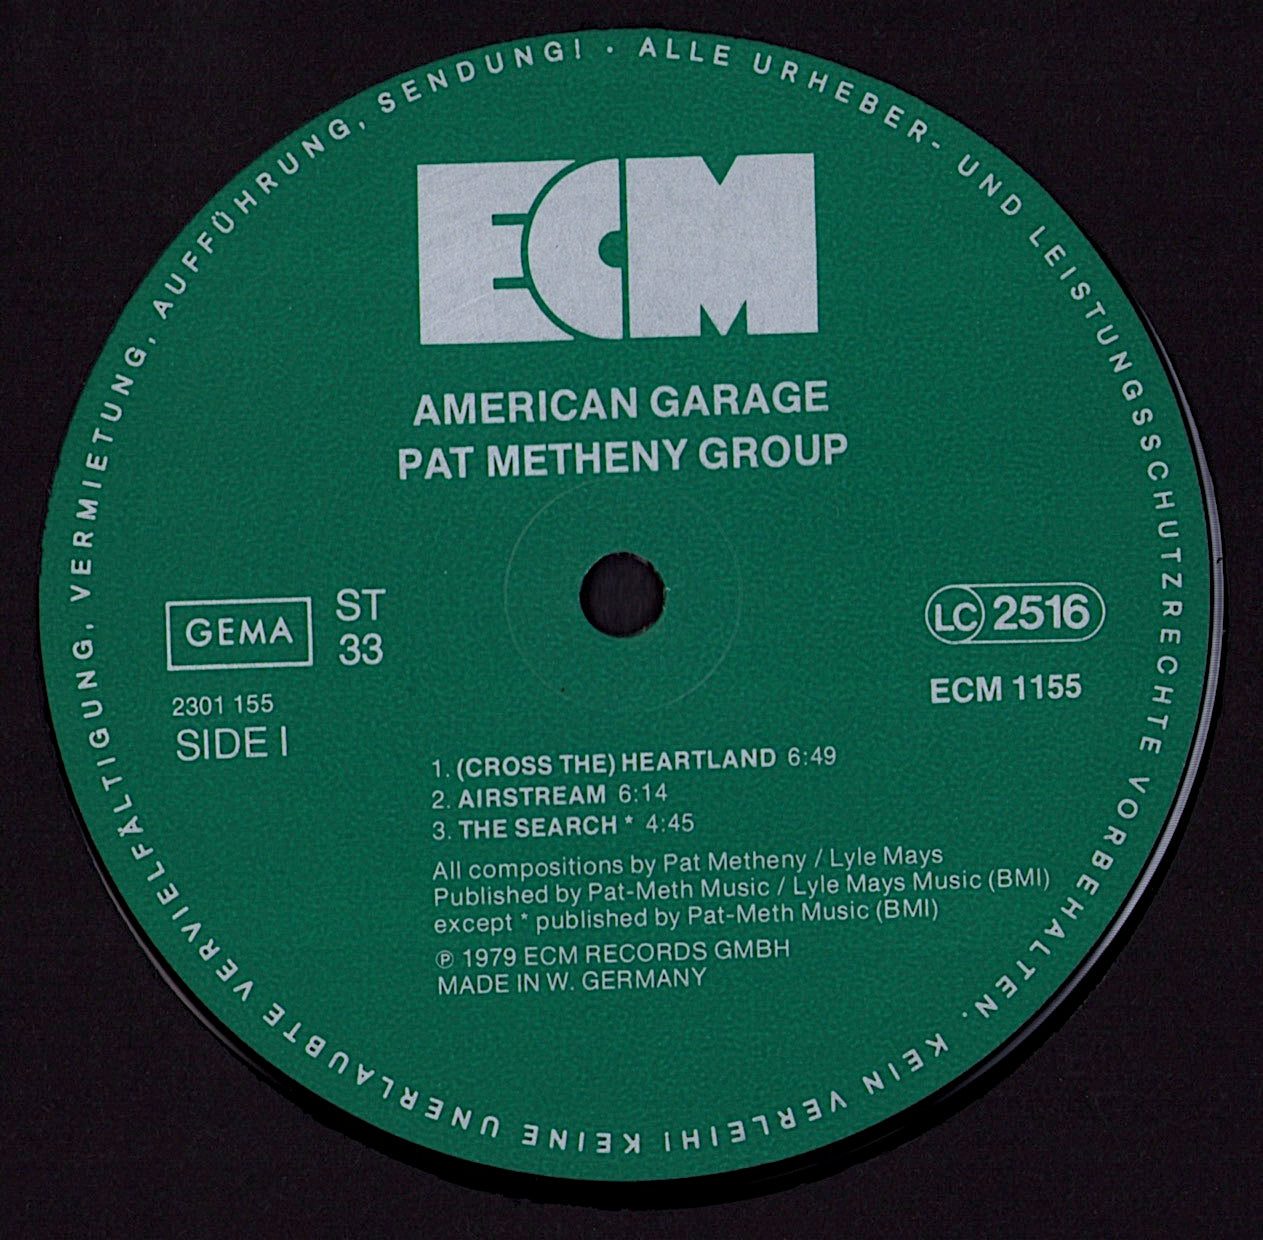 ALLE URHEBER- UND LEISTUNGSSCHUTZRECHTE VORBEHALTEN. KEIN VERLEIH! KEINE UNERLAUBTE VERVIELFÄLTIGUNG, VERMIETUNG, AUFFÜHRUNG, SENDUNG! ·
ECM
AMERICAN GARAGE
PAT METHENY GROUP
GEMA
ST
33
2301 155
SIDE I
LC 2516
ECM 1155
1. (CROSS THE) HEARTLAND 6:49
2. AIRSTREAM 6:14
3. THE SEARCH * 4:45
All compositions by Pat Metheny / Lyle Mays
Published by Pat-Meth Music / Lyle Mays Music (BMI)
except * published by Pat-Meth Music (BMI)
℗ 1979 ECM RECORDS GMBH
MADE IN W. GERMANY